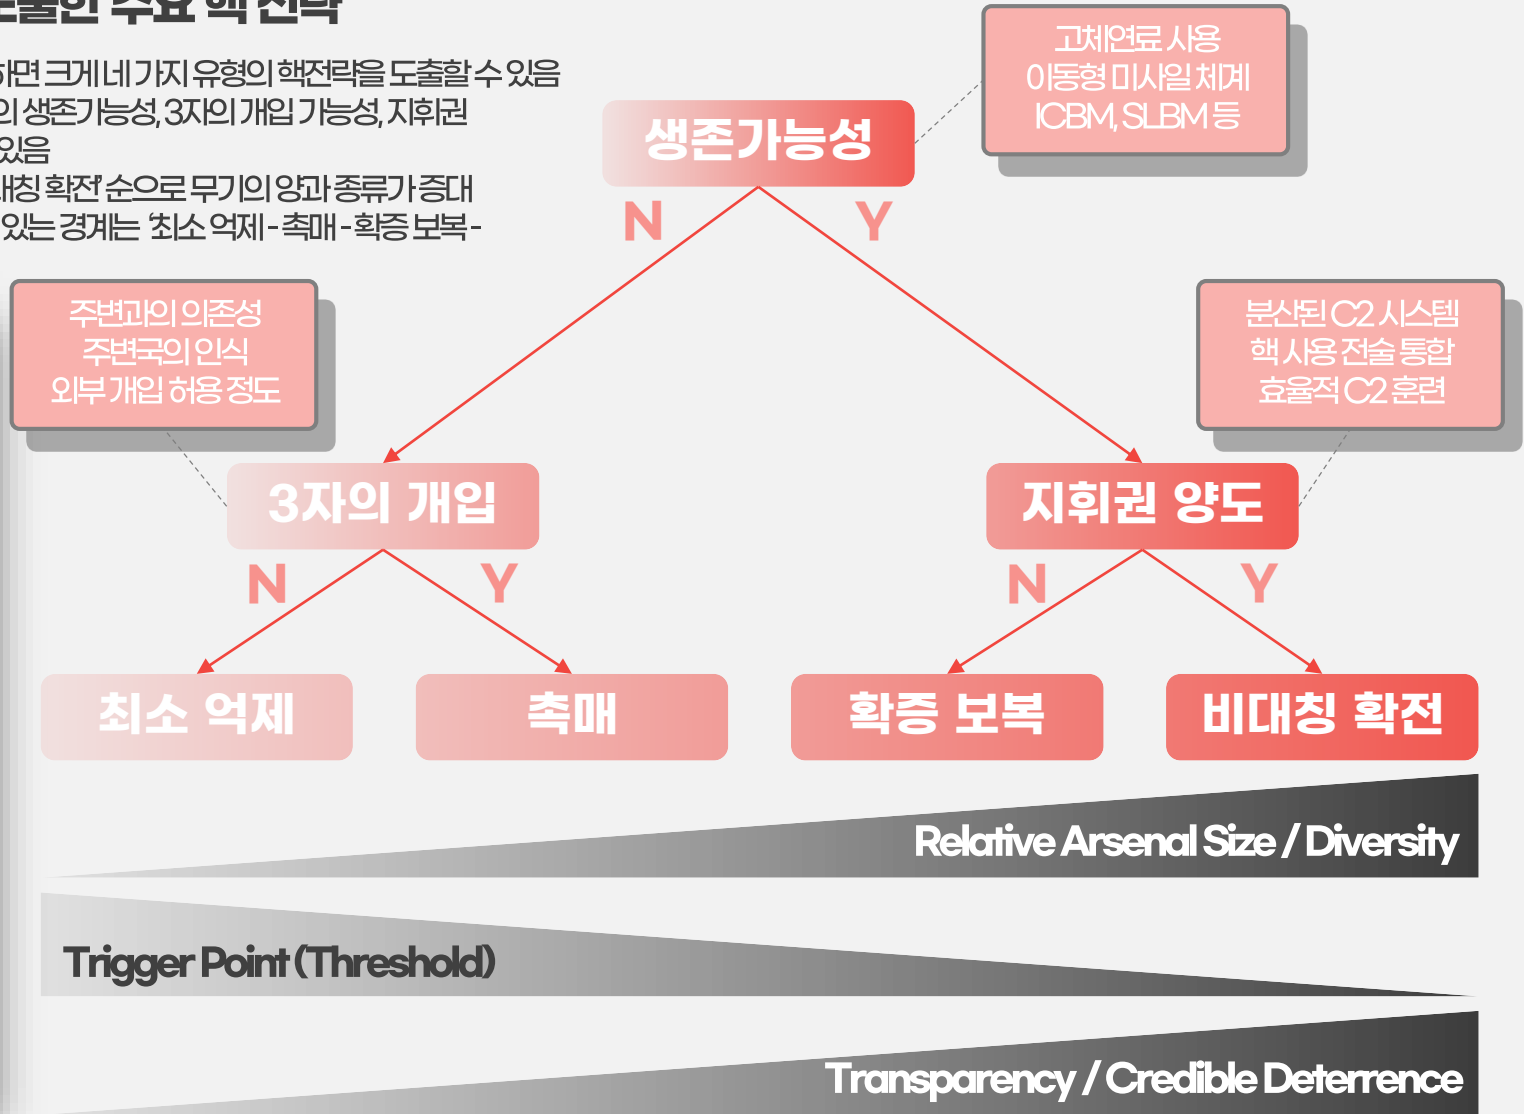 도출한 주요 핵 전략
하면 크게 네 가지 유형의 핵전략을 도출할 수 있음
의 생존가능성, 3자의 개입 가능성, 지휘권
있음
대칭 확전’ 순으로 무기의 양과 종류가 증대
있는 경계는 ‘최소 억제 - 촉매 - 확증 보복 -
고체연료 사용
이동형 미사일 체계
ICBM, SLBM 등
생존가능성
N
Y
주변과의 의존성
주변국의 인식
외부 개입 허용 정도
분산된 C2 시스템
핵 사용 전술 통합
효율적 C2 훈련
3자의 개입
지휘권 양도
N
Y
N
Y
최소 억제
촉매
확증 보복
비대칭 확전
Relative Arsenal Size / Diversity
Trigger Point (Threshold)
Transparency / Credible Deterrence